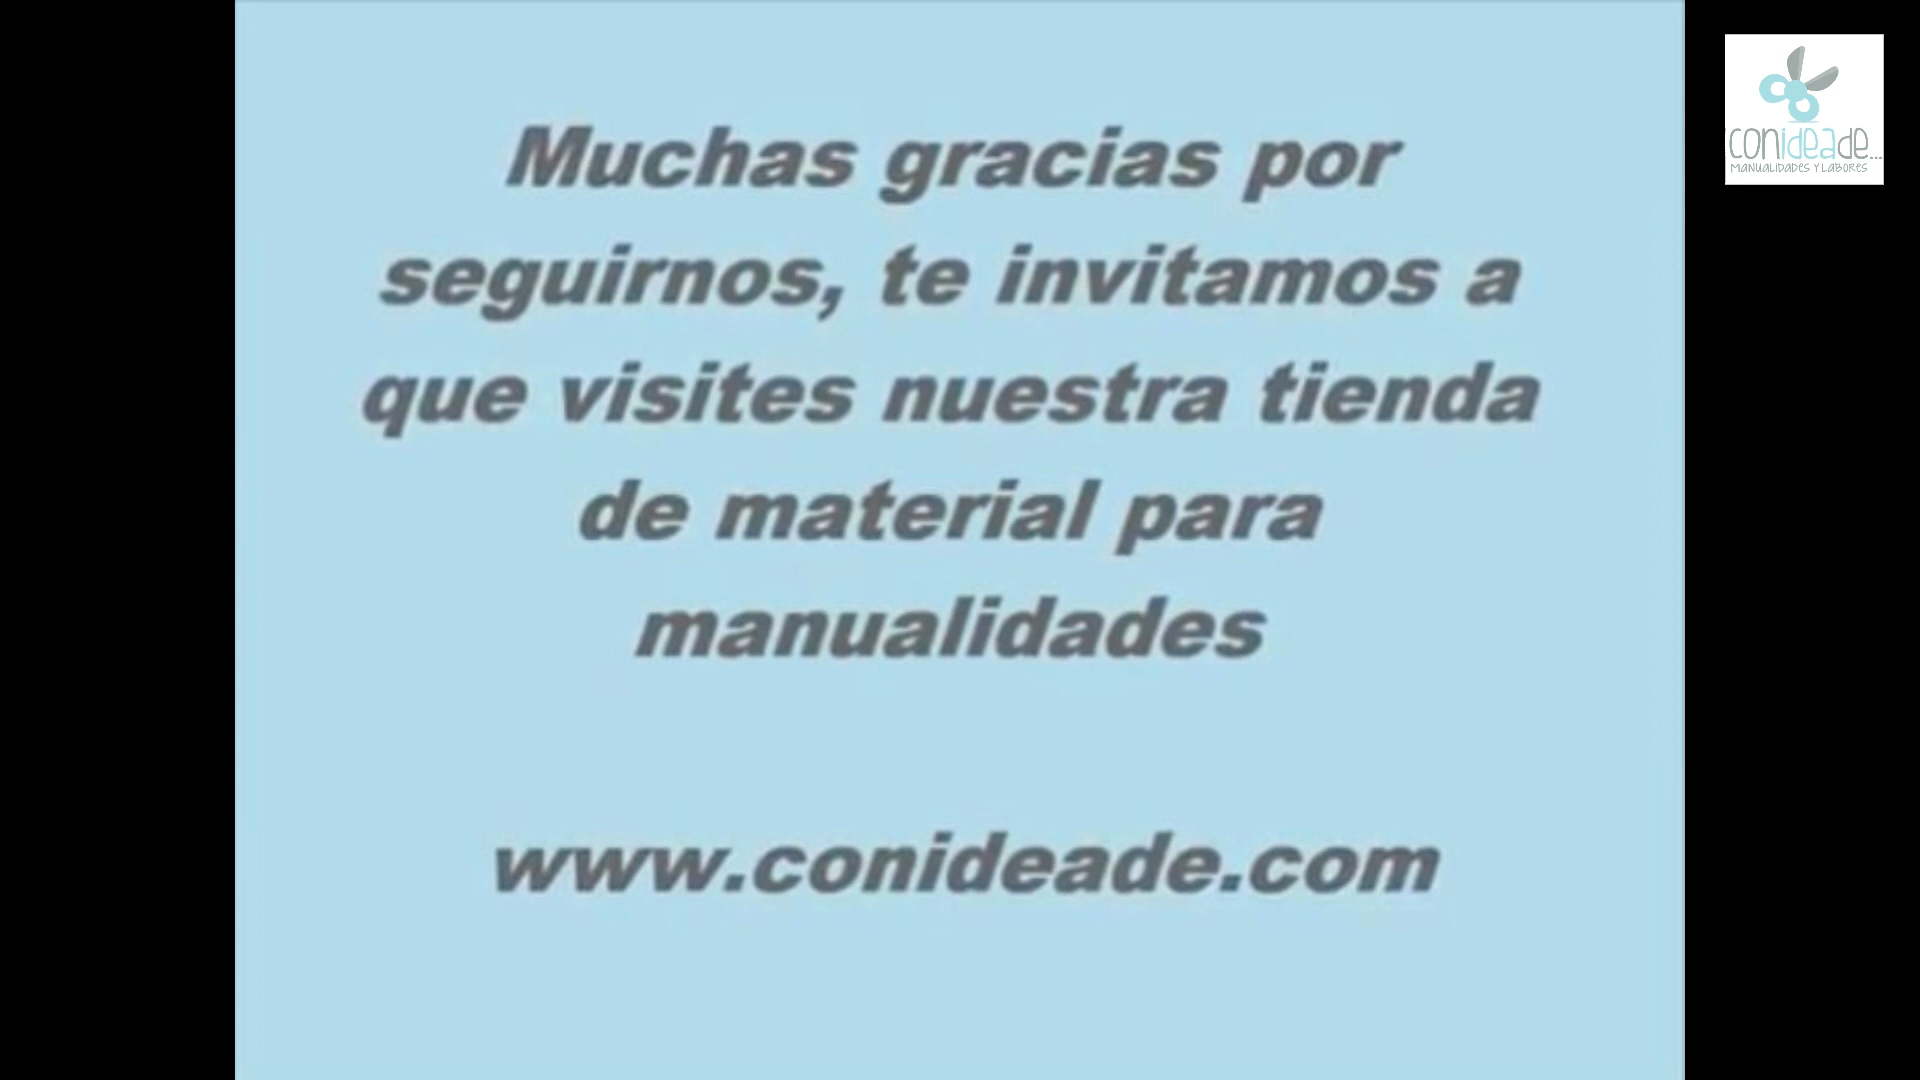 Muchas gracias por
seguirnos, te invitamos a
que visites nuestra tienda
de material para
manualidades
www.conideade.com
conideade...
MANUALIDADES Y LABORES